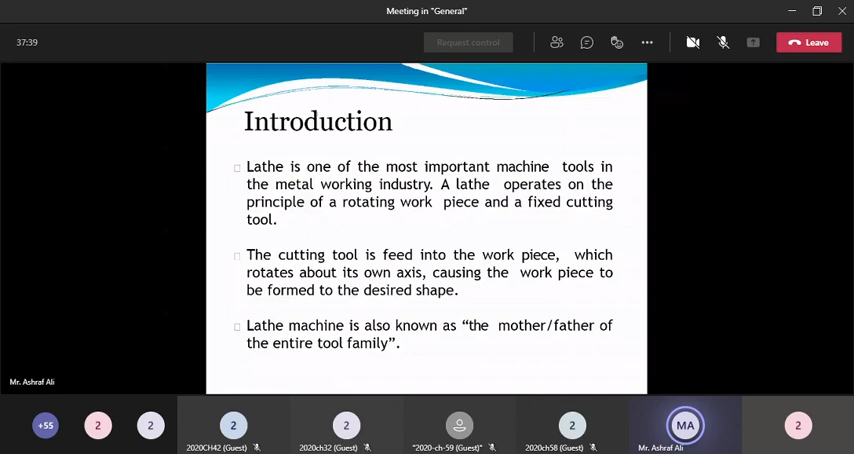 Meeting in "General"
37:39
Request control
Leave
Introduction
Lathe is one of the most important machine tools in
the metal working industry. A lathe operates on the
principle of a rotating work piece and a fixed cutting
tool.
The cutting tool is feed into the work piece, which
rotates about its own axis, causing the work piece to
be formed to the desired shape.
Lathe machine is also known as “the mother/father of
the entire tool family”.
Mr. Ashraf Ali
+55
2
2
2
2
2
MA
2
2020CH42 (Guest)
2020ch32 (Guest)
"2020-ch-59 (Guest)"
2020ch58 (Guest)
Mr. Ashraf Ali